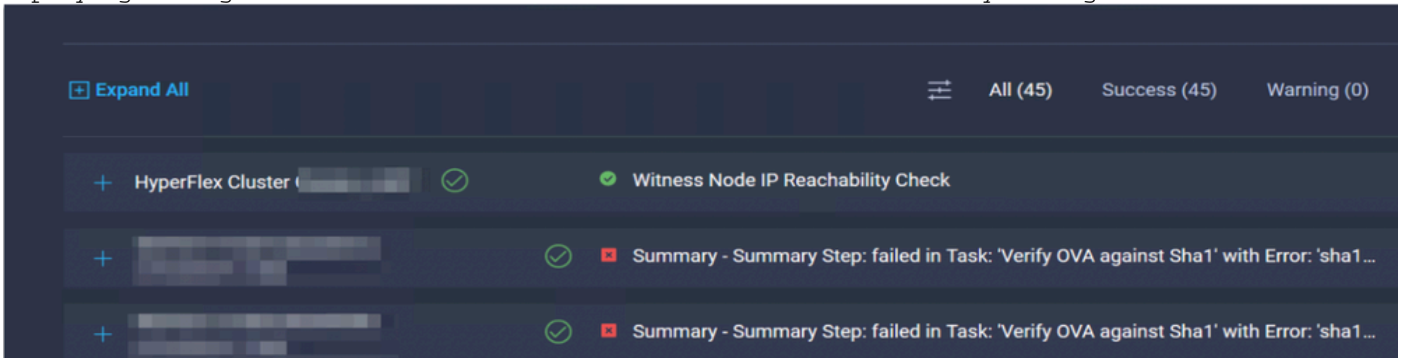 Expand All
All (45) Success (45) Warning (0)
HyperFlex Cluster
Witness Node IP Reachability Check
Summary - Summary Step: failed in Task: 'Verify OVA against Sha1' with Error: 'sha1...
Summary - Summary Step: failed in Task: 'Verify OVA against Sha1' with Error: 'sha1...